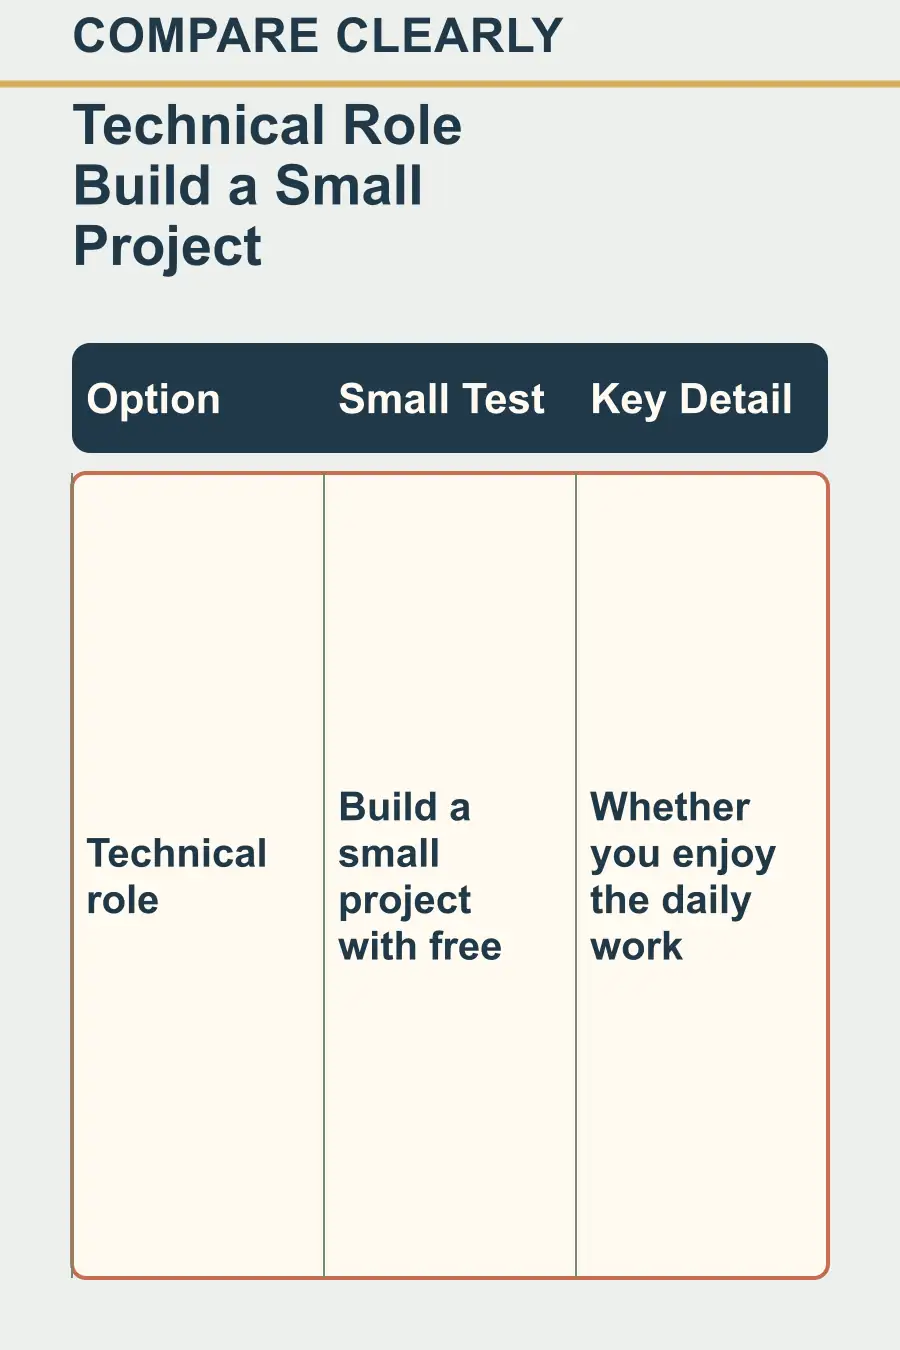 COMPARE CLEARLY
Technical Role
Build a Small
Project
Option Small Test Key Detail
Technical
role
Build a
small
project
with free
Whether
you enjoy
the daily
work